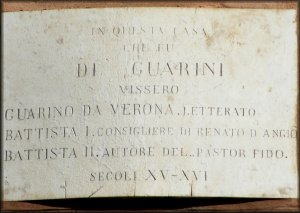 IN QUESTA CASA
CHE FU
DI GUARINI
VISSERO
GUARINO DA VERONA. LETTERATO
BATTISTA I. CONSIGLIERE DI RENATO D'ANGIÒ
BATTISTA II. AUTORE DEL „ PASTOR FIDO.
SECOLI XV-XVI